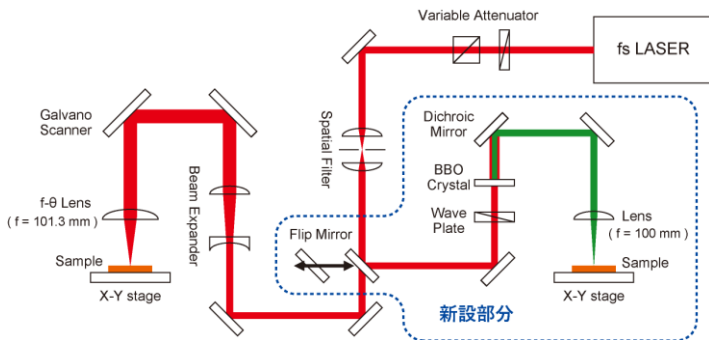 Variable Attenuator
fs LASER
Galvano
Scanner
Spatial Filter
Dichroic
Mirror
BBO
Crystal
Beam Expander
Wave
Plate
f-θ Lens
( f = 101.3 mm )
Lens
( f = 100 mm )
Flip Mirror
Sample
X-Y stage
Sample
X-Y stage
新設部分